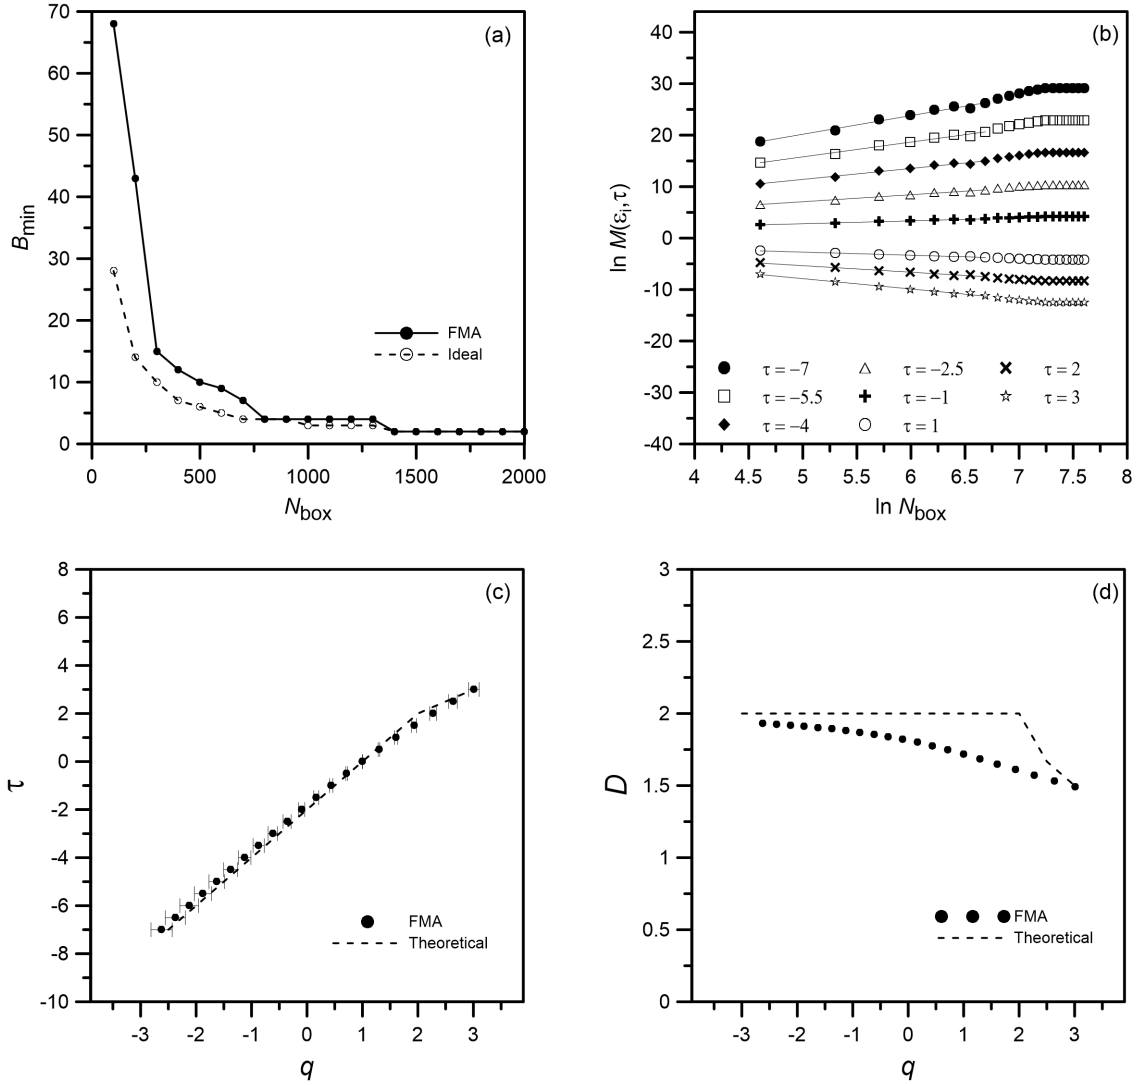 (a)
70
60
50
40
30
20
10
0
B_min
FMA
Ideal
0 500 1000 1500 2000
N_box
(b)
40
30
20
10
0
-10
-20
-30
-40
ln M(ε_i,τ)
τ = −7 τ = −2.5 τ = 2
τ = −5.5 τ = −1 τ = 3
τ = −4 τ = 1
4 4.5 5 5.5 6 6.5 7 7.5 8
ln N_box
(c)
8
6
4
2
0
-2
-4
-6
-8
-10
τ
FMA
Theoretical
-3 -2 -1 0 1 2 3
q
(d)
3
2.5
2
1.5
1
0.5
0
D
FMA
Theoretical
-3 -2 -1 0 1 2 3
q